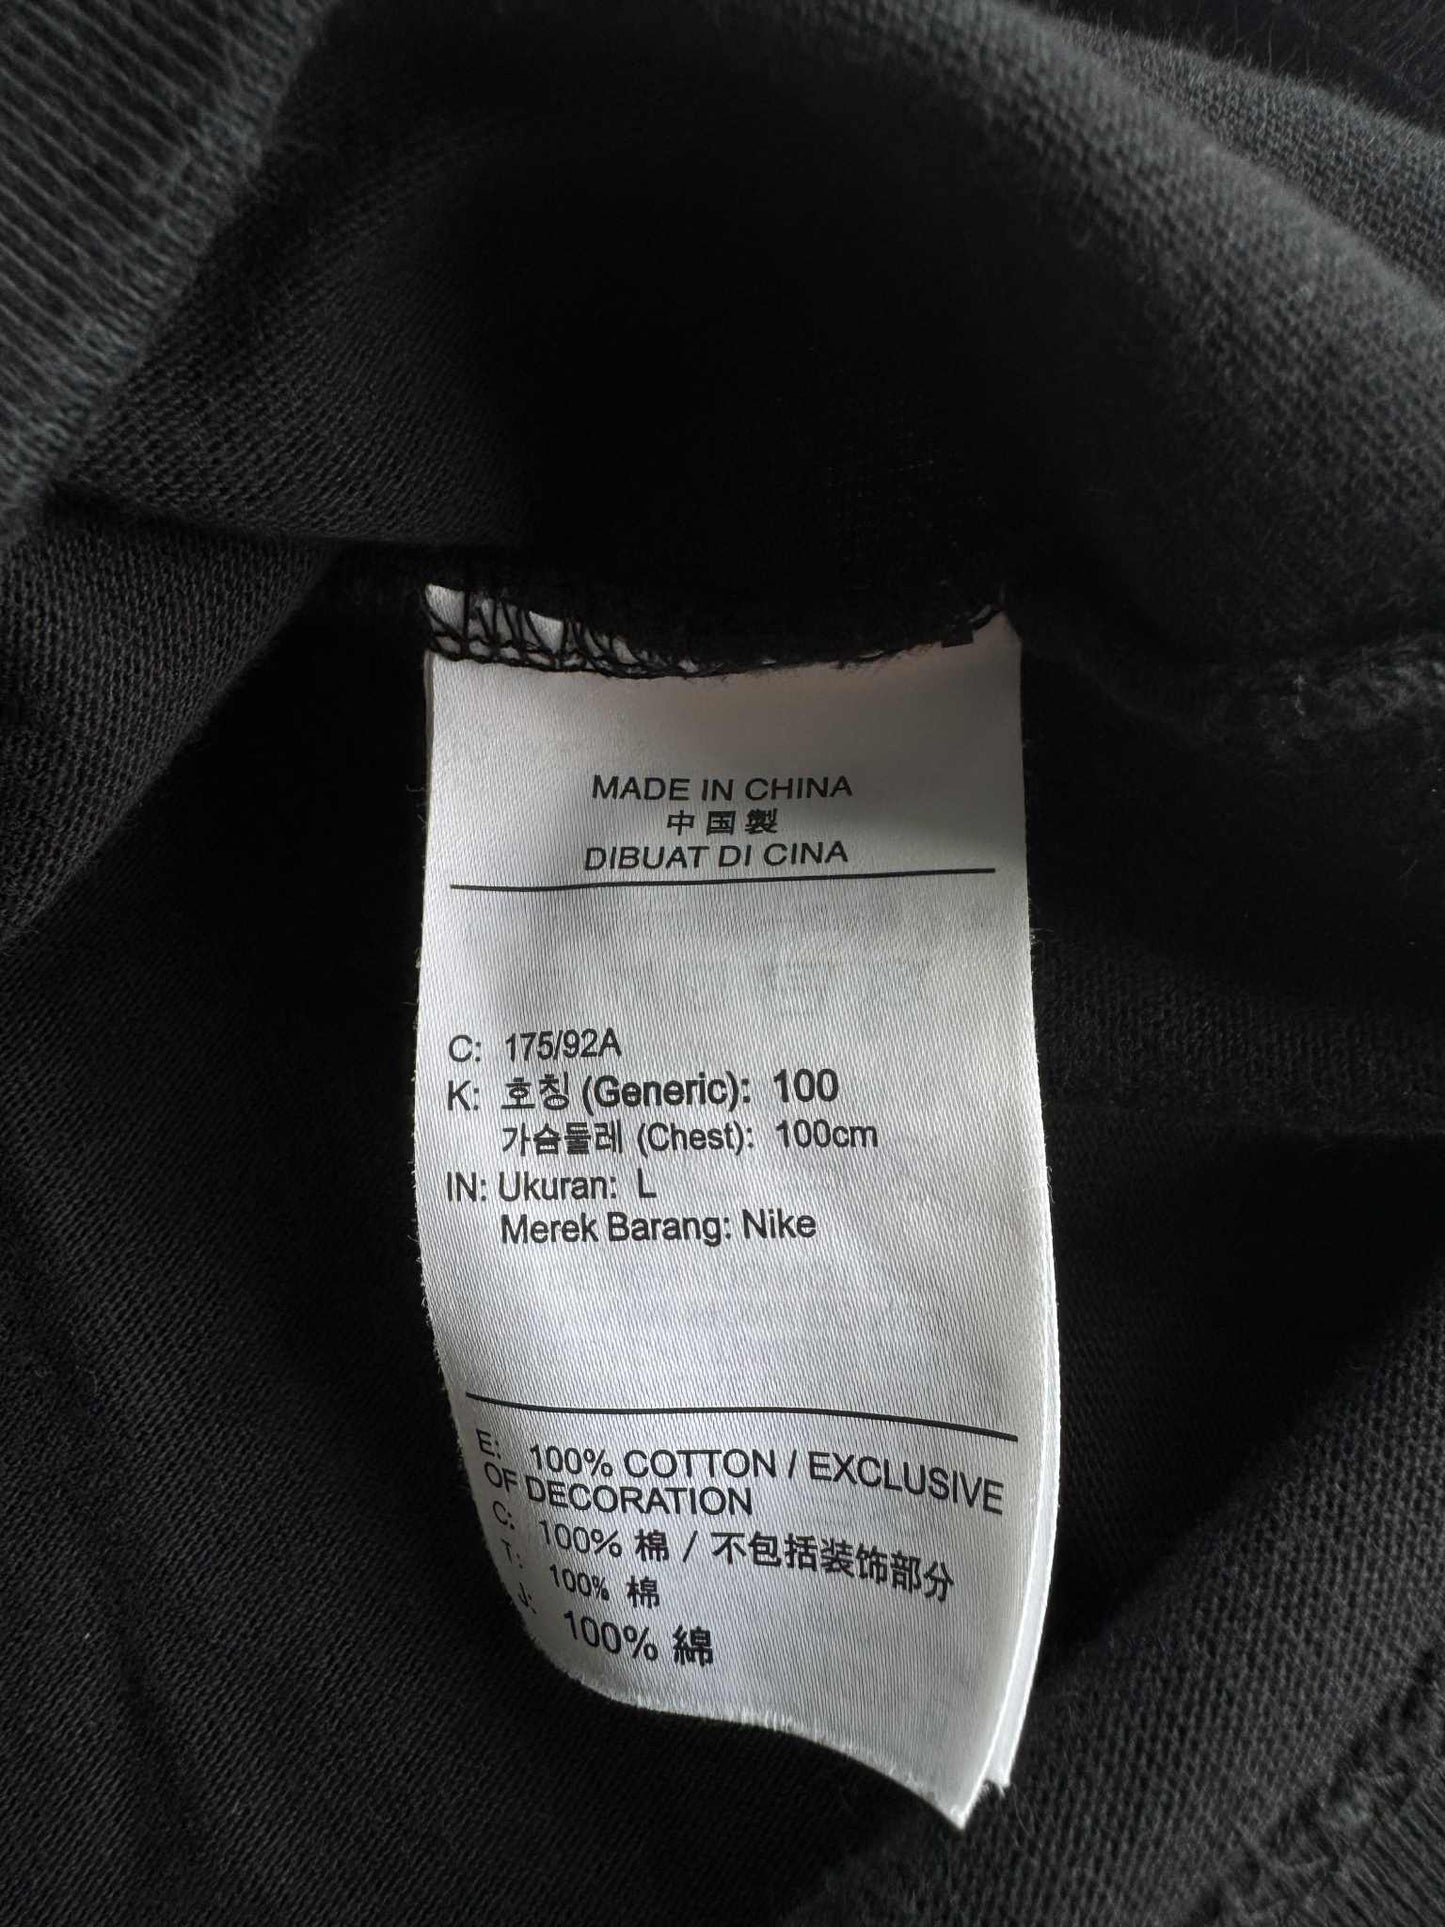 MADE IN CHINA
中国製
DIBUAT DI CINA
C: 175/92A
K: 호칭 (Generic): 100
가슴둘레 (Chest): 100cm
IN: Ukuran: L
Merek Barang: Nike
E: 100% COTTON / EXCLUSIVE
OF DECORATION
C: 100% 棉 / 不包括装饰部分
T: 100% 棉
J: 100% 綿